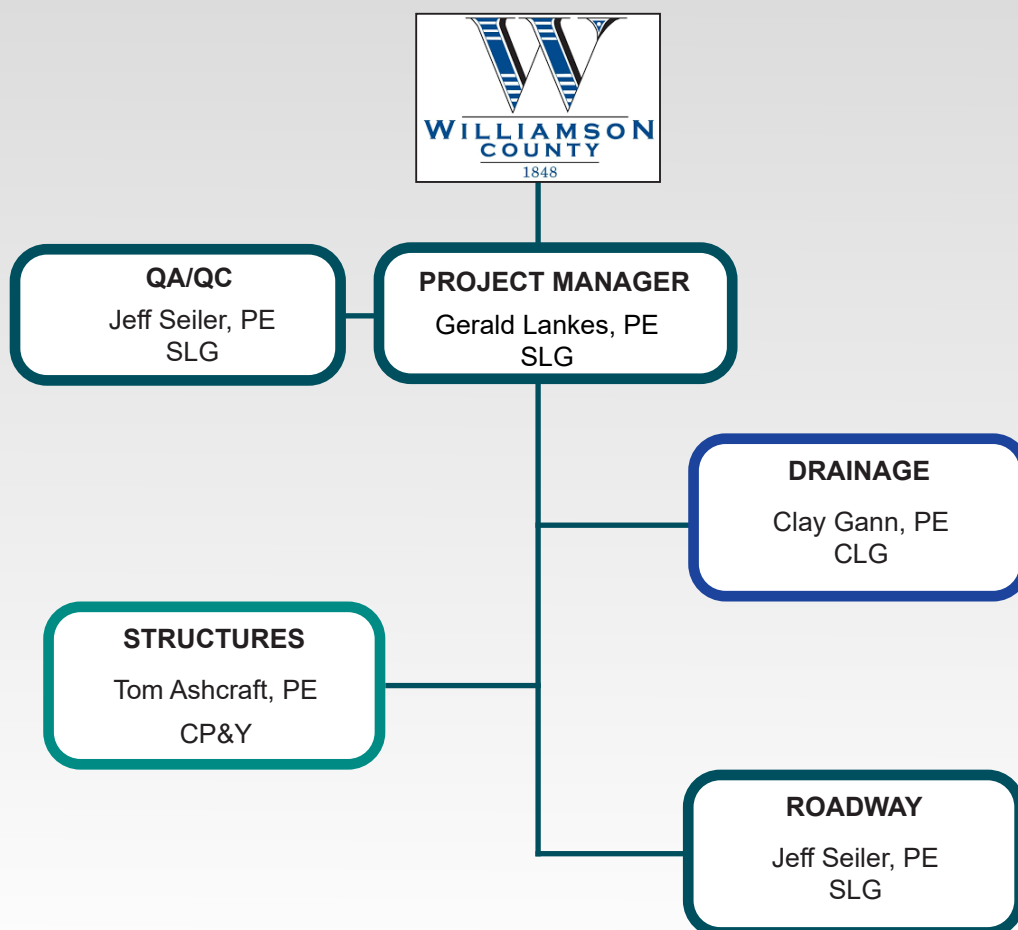 W
WILLIAMSON
COUNTY
1848
QA/QC
Jeff Seiler, PE
SLG
PROJECT MANAGER
Gerald Lankes, PE
SLG
DRAINAGE
Clay Gann, PE
CLG
STRUCTURES
Tom Ashcraft, PE
CP&Y
ROADWAY
Jeff Seiler, PE
SLG